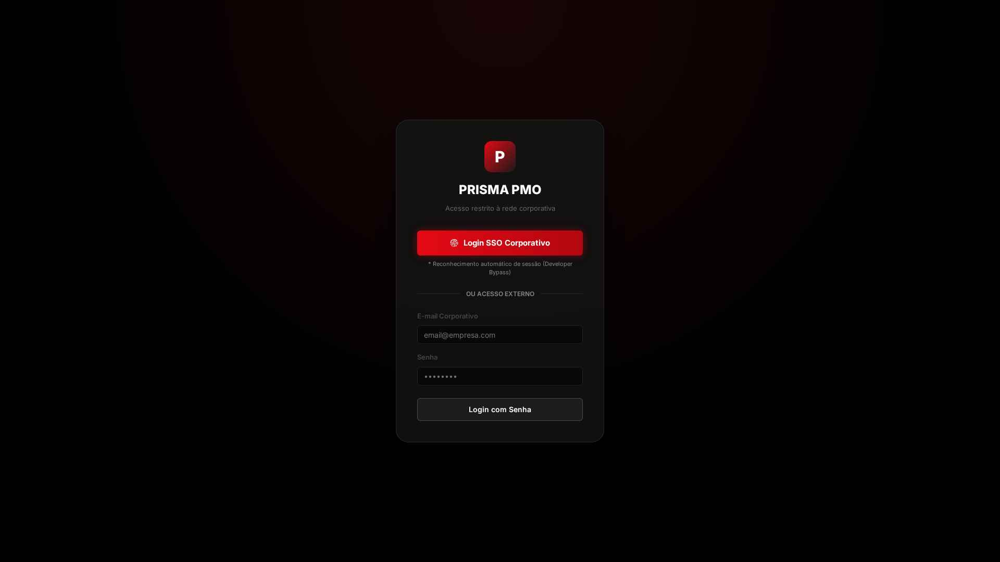 P
PRISMA PMO
Acesso restrito à rede corporativa
Login SSO Corporativo
* Reconhecimento automático de sessão (Developer
Bypass)
OU ACESSO EXTERNO
E-mail Corporativo
email@empresa.com
Senha
••••••••
Login com Senha